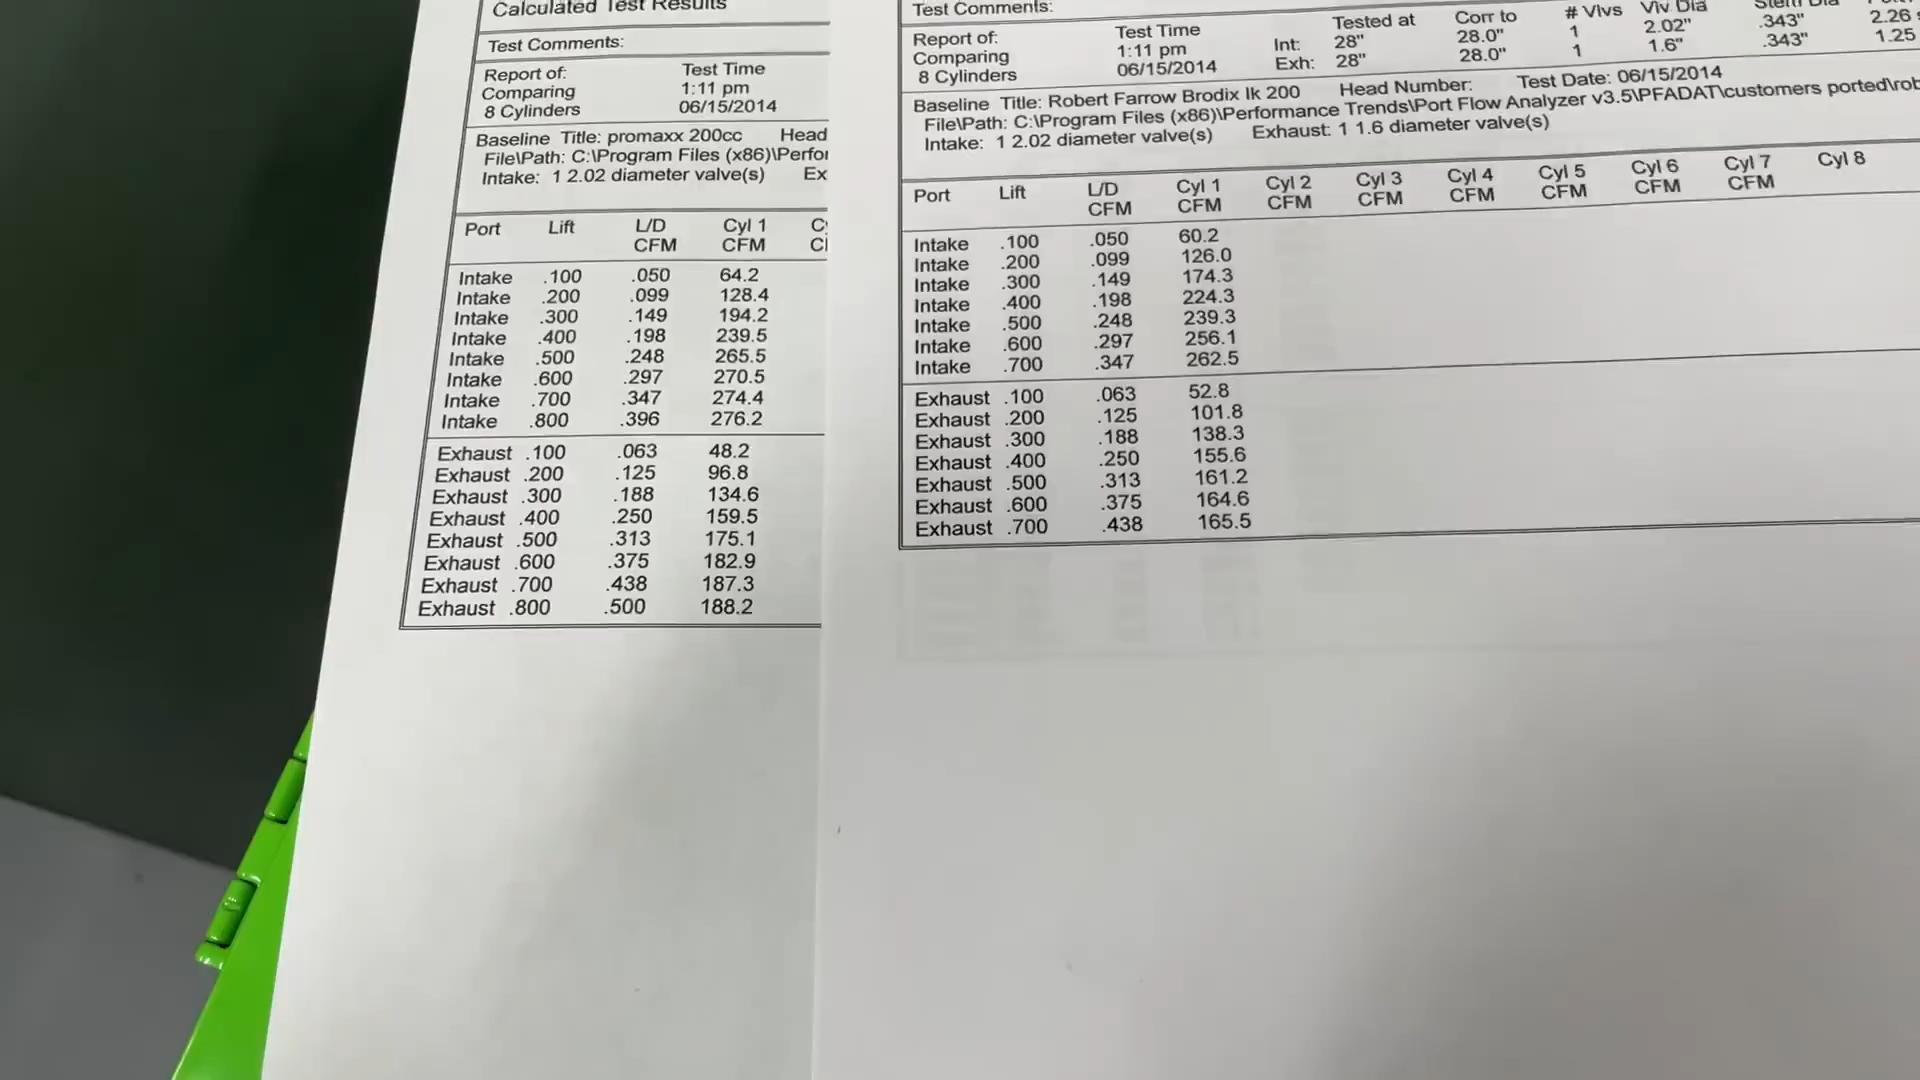 Calculated Test Results
Test Comments:
Report of: Test Time
Comparing 1:11 pm
8 Cylinders 06/15/2014
Baseline Title: promaxx 200cc Head
File\Path: C:\Program Files (x86)\Perfor
Intake: 1 2.02 diameter valve(s) Ex
Port Lift L/D Cyl 1
CFM CFM
Intake .100 .050 64.2
Intake .200 .099 128.4
Intake .300 .149 194.2
Intake .400 .198 239.5
Intake .500 .248 265.5
Intake .600 .297 270.5
Intake .700 .347 274.4
Intake .800 .396 276.2
Exhaust .100 .063 48.2
Exhaust .200 .125 96.8
Exhaust .300 .188 134.6
Exhaust .400 .250 159.5
Exhaust .500 .313 175.1
Exhaust .600 .375 182.9
Exhaust .700 .438 187.3
Exhaust .800 .500 188.2
Test Comments:
Report of: Test Time Tested at Corr to # Vlvs Vlv Dia Stem Dia
Comparing 1:11 pm Int: 28" 28.0" 1 2.02" .343" 2.26
8 Cylinders 06/15/2014 Exh: 28" 28.0" 1 1.6" .343" 1.25
Baseline Title: Robert Farrow Brodix Ik 200 Head Number: Test Date: 06/15/2014
File\Path: C:\Program Files (x86)\Performance Trends\Port Flow Analyzer v3.5\PFADAT\customers ported\rob
Intake: 1 2.02 diameter valve(s) Exhaust: 1 1.6 diameter valve(s)
Port Lift L/D Cyl 1 Cyl 2 Cyl 3 Cyl 4 Cyl 5 Cyl 6 Cyl 7 Cyl 8
CFM CFM CFM CFM CFM CFM CFM CFM
Intake .100 .050 60.2
Intake .200 .099 126.0
Intake .300 .149 174.3
Intake .400 .198 224.3
Intake .500 .248 239.3
Intake .600 .297 256.1
Intake .700 .347 262.5
Exhaust .100 .063 52.8
Exhaust .200 .125 101.8
Exhaust .300 .188 138.3
Exhaust .400 .250 155.6
Exhaust .500 .313 161.2
Exhaust .600 .375 164.6
Exhaust .700 .438 165.5